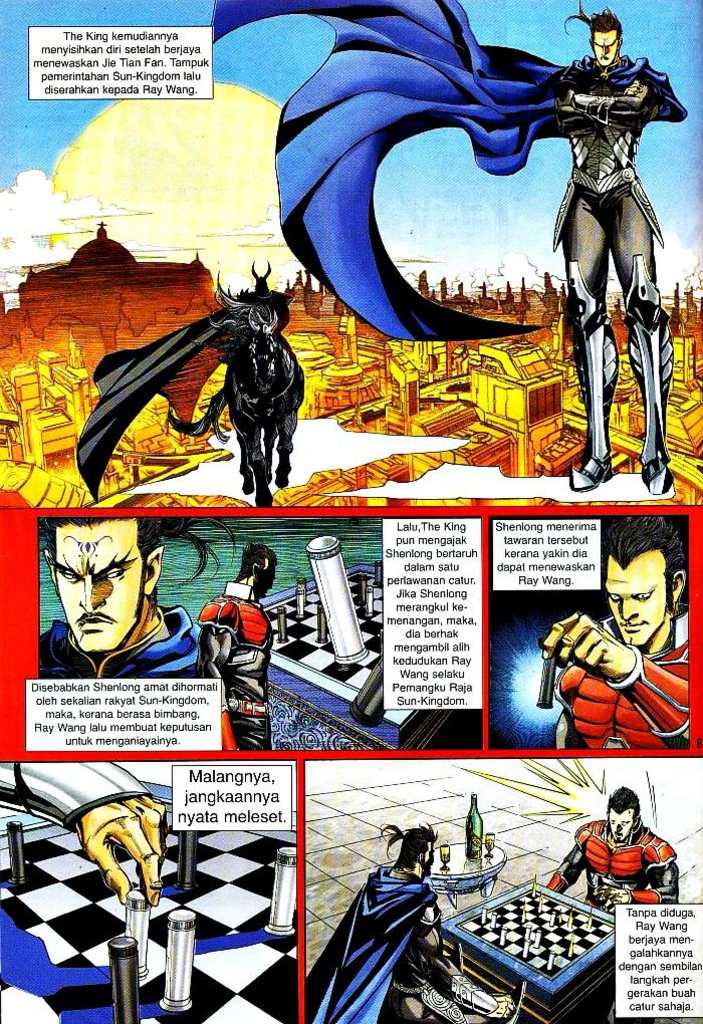 The King kemudiannya
menyisihkan diri setelah berjaya
menewaskan Jie Tian Fan. Tampuk
pemerintahan Sun-Kingdom lalu
diserahkan kepada Ray Wang.
Disebabkan Shenlong amat dihormati
oleh sekalian rakyat Sun-Kingdom,
maka, kerana berasa bimbang,
Ray Wang lalu membuat keputusan
untuk menganiayainya.
Lalu,The King
pun mengajak
Shenlong bertaruh
dalam satu
perlawanan catur.
Jika Shenlong
merangkul ke-
menangan, maka,
dia berhak
mengambil alih
kedudukan Ray
Wang selaku
Pemangku Raja
Sun-Kingdom.
Shenlong menerima
tawaran tersebut
kerana yakin dia
dapat menewaskan
Ray Wang.
Malangnya,
jangkaannya
nyata meleset.
Tanpa diduga,
Ray Wang
berjaya men-
galahkannya
dengan sembilan
langkah per-
gerakan buah
catur sahaja.